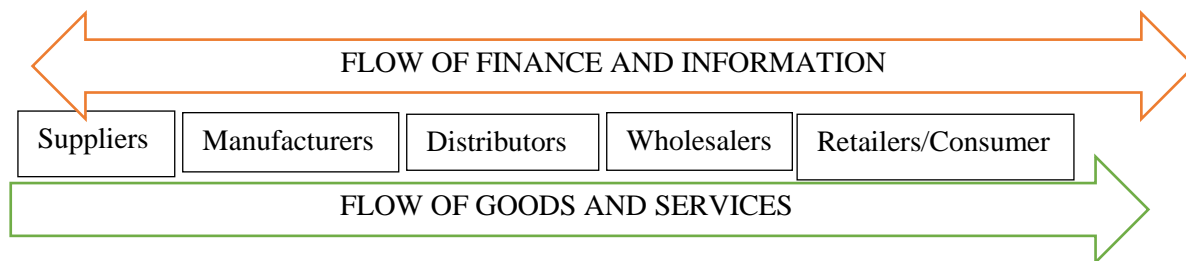 FLOW OF FINANCE AND INFORMATION
Suppliers Manufacturers Distributors Wholesalers Retailers/Consumer
FLOW OF GOODS AND SERVICES